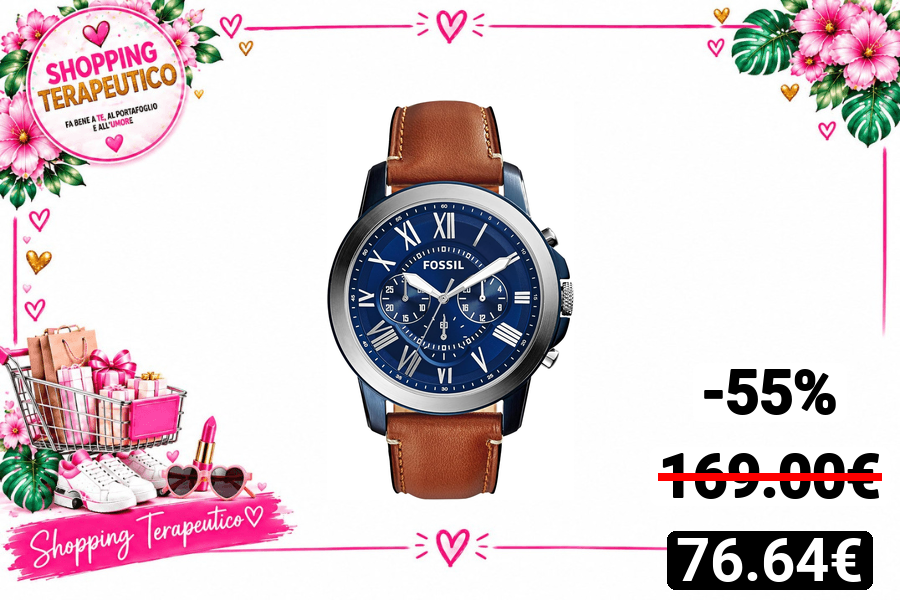 SHOPPING
TERAPEUTICO
FA BENE A TE, AL PORTAFOGLIO
E ALL'UMORE
FOSSIL
-55%
169.00€
76.64€
Shopping Terapeutico